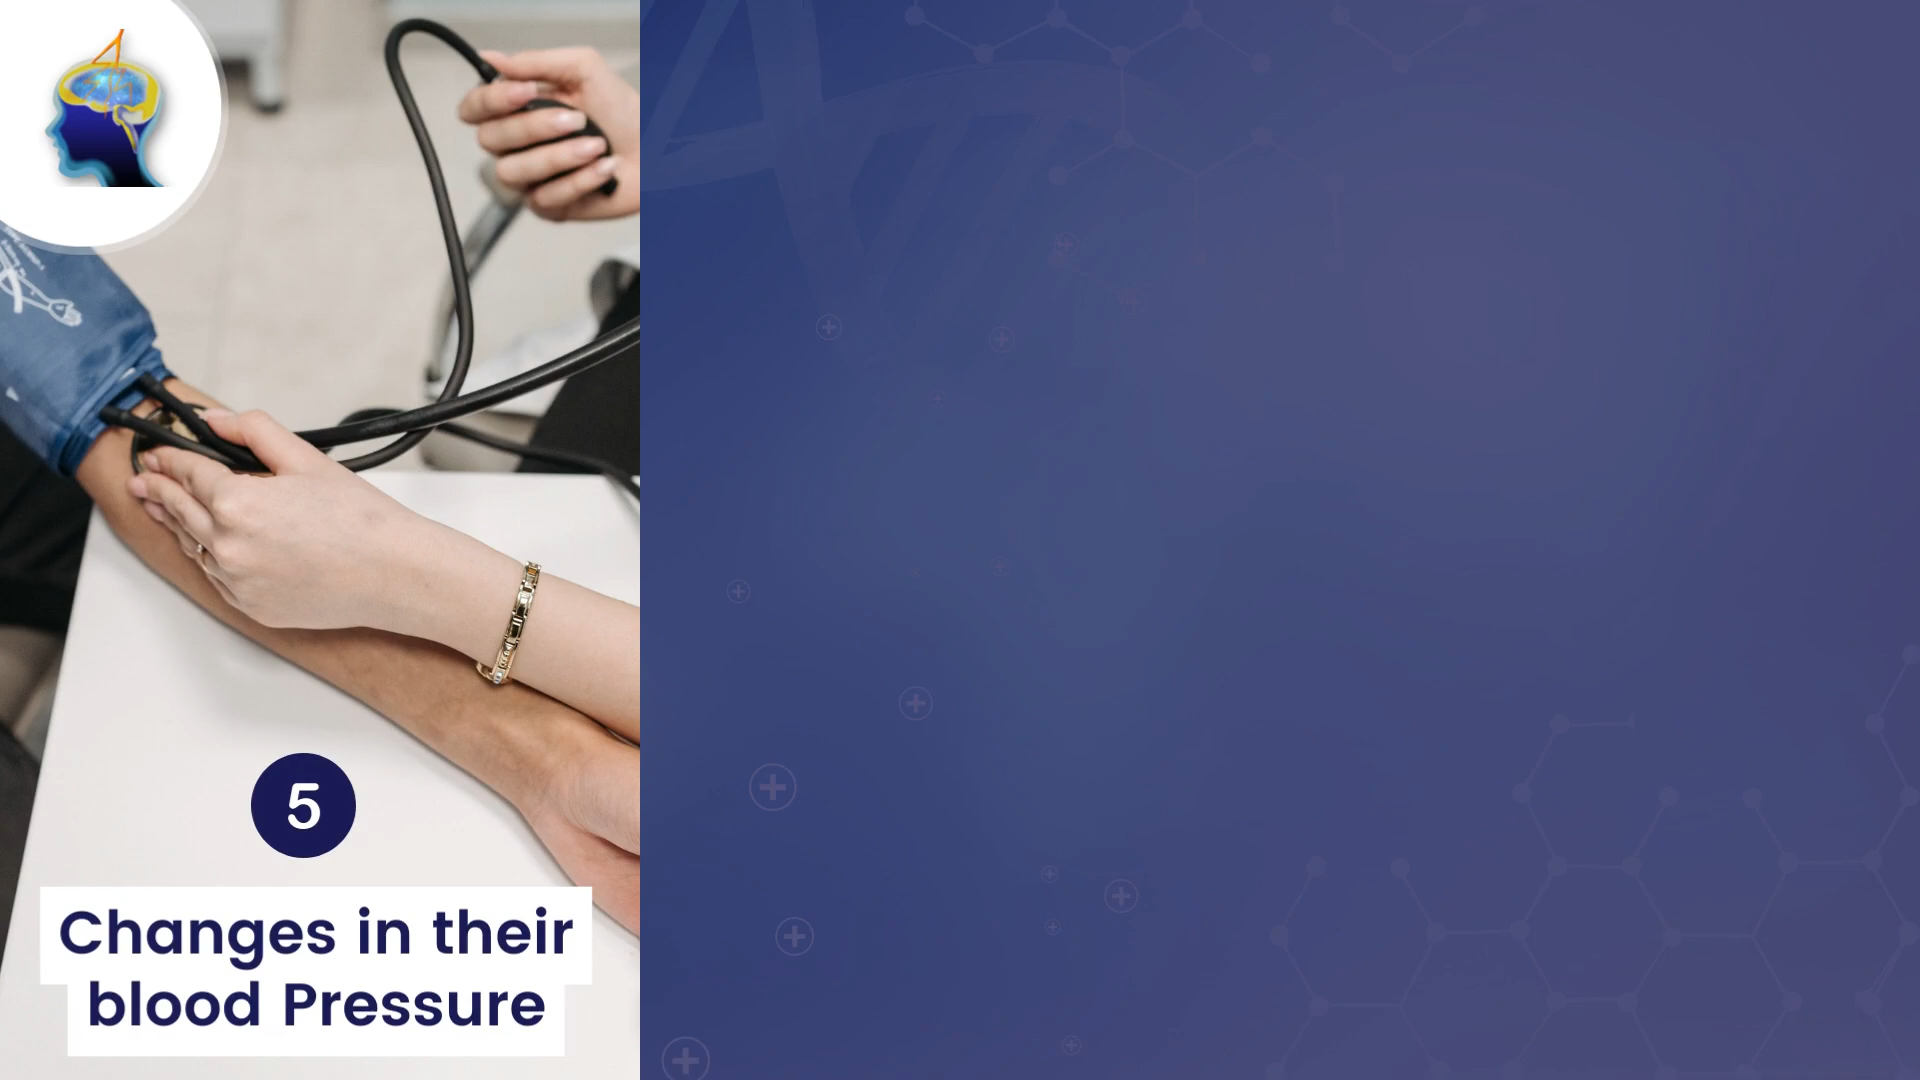 5
Changes in their
blood Pressure